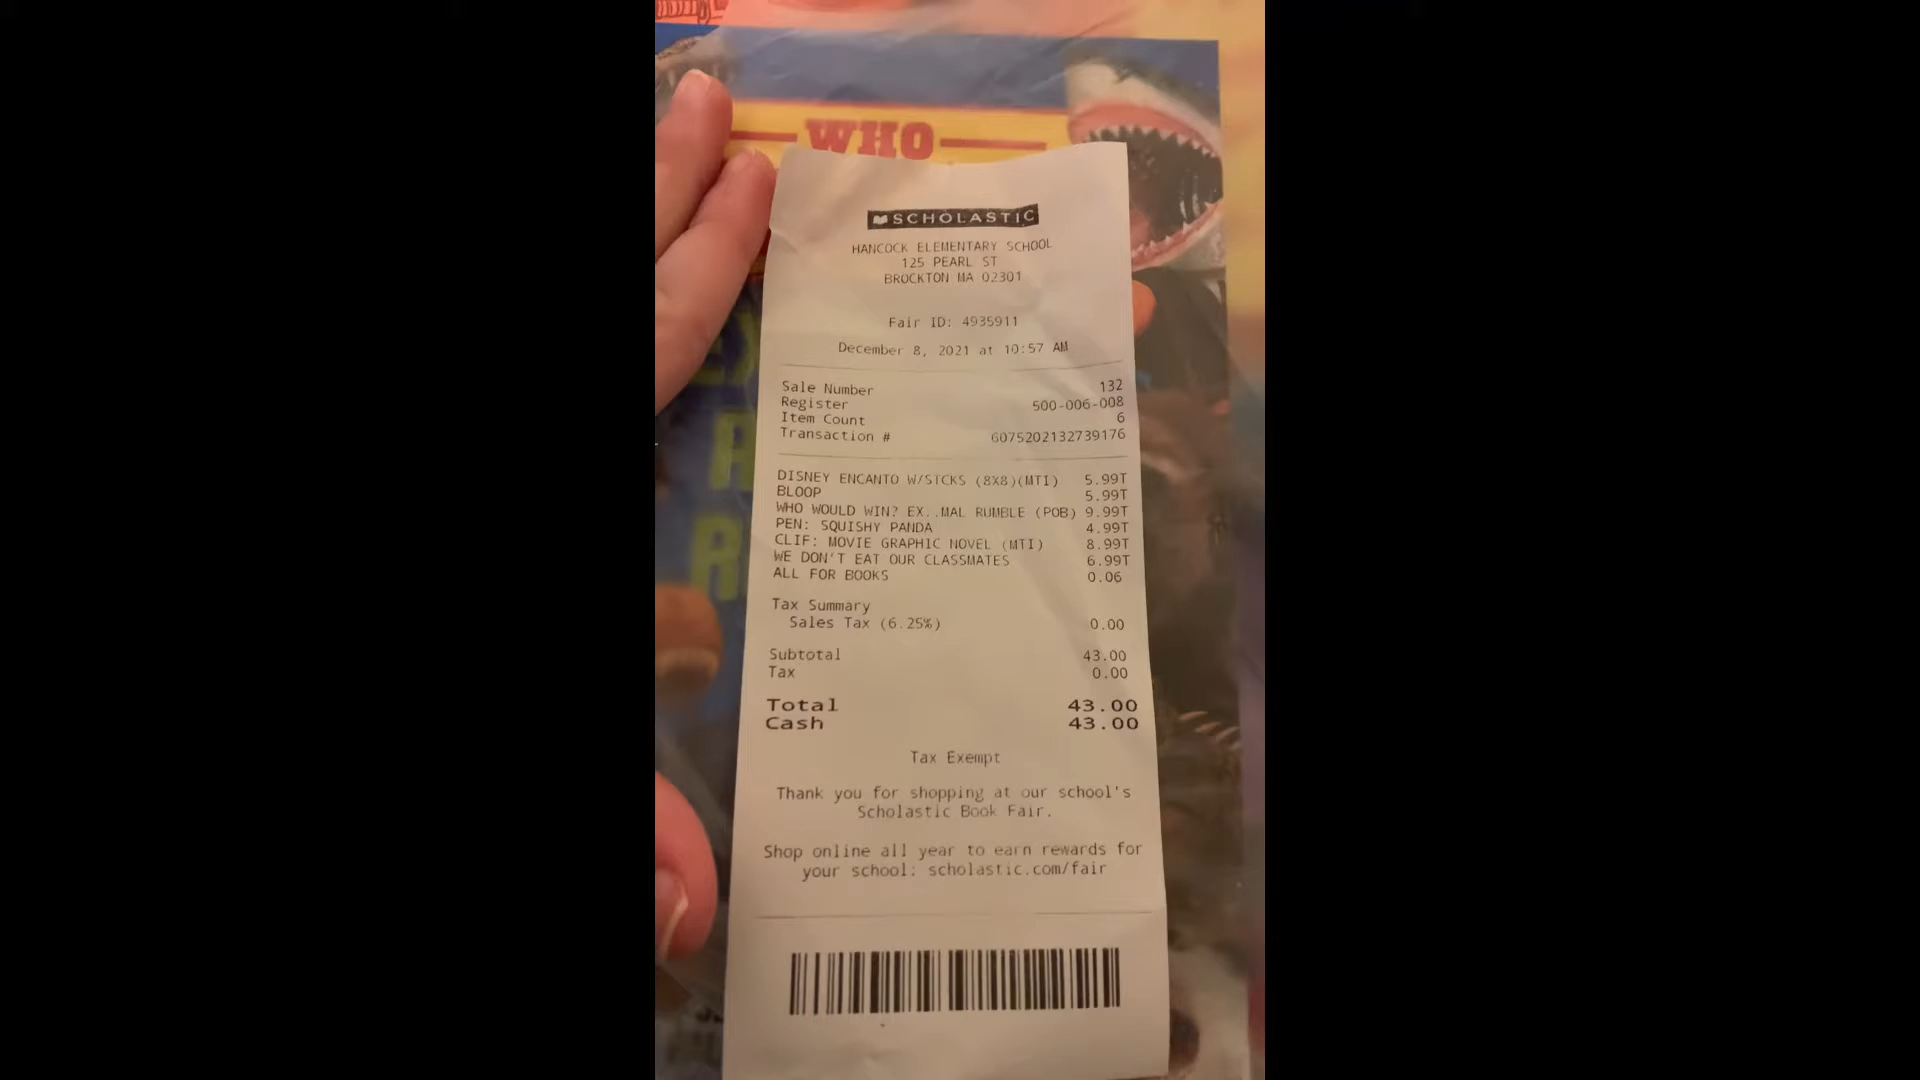 WHO
SCHOLASTIC
HANCOCK ELEMENTARY SCHOOL
125 PEARL ST
BROCKTON MA 02301
Fair ID: 4935911
December 8, 2021 at 10:57 AM
Sale Number 132
Register 500-006-008
Item Count 6
Transaction # 6075202132739176
DISNEY ENCANTO W/STCKS (8X8)(MTI) 5.99T
BLOOP 5.99T
WHO WOULD WIN? EX..MAL RUMBLE (POB) 9.99T
PEN: SQUISHY PANDA 4.99T
CLIF: MOVIE GRAPHIC NOVEL (MTI) 8.99T
WE DON'T EAT OUR CLASSMATES 6.99T
ALL FOR BOOKS 0.06
Tax Summary
Sales Tax (6.25%) 0.00
Subtotal 43.00
Tax 0.00
Total 43.00
Cash 43.00
Tax Exempt
Thank you for shopping at our school's
Scholastic Book Fair.
Shop online all year to earn rewards for
your school: scholastic.com/fair